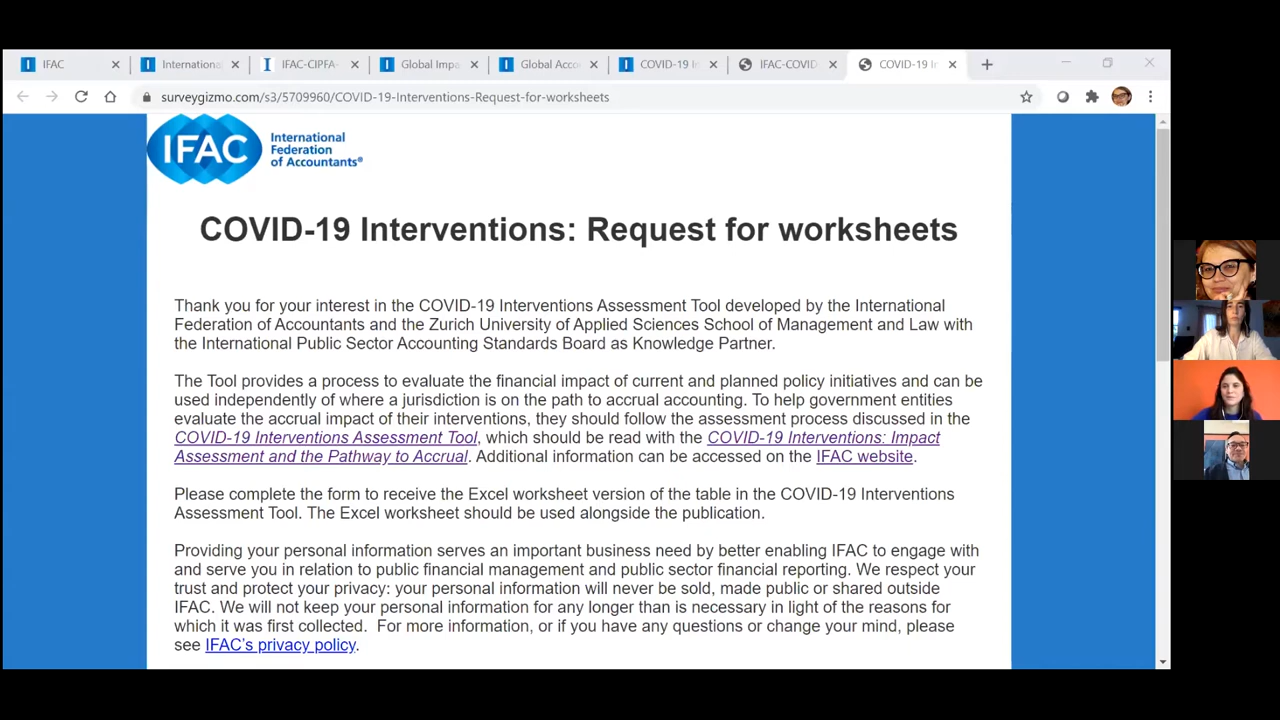 IFAC
Internationa
IFAC-CIPFA-
Global Impa
Global Acco
COVID-19 I
IFAC-COVID
COVID-19 In
surveygizmo.com/s3/5709960/COVID-19-Interventions-Request-for-worksheets
IFAC
International
Federation
of Accountants®
COVID-19 Interventions: Request for worksheets
Thank you for your interest in the COVID-19 Interventions Assessment Tool developed by the International
Federation of Accountants and the Zurich University of Applied Sciences School of Management and Law with
the International Public Sector Accounting Standards Board as Knowledge Partner.
The Tool provides a process to evaluate the financial impact of current and planned policy initiatives and can be
used independently of where a jurisdiction is on the path to accrual accounting. To help government entities
evaluate the accrual impact of their interventions, they should follow the assessment process discussed in the
COVID-19 Interventions Assessment Tool, which should be read with the COVID-19 Interventions: Impact
Assessment and the Pathway to Accrual. Additional information can be accessed on the IFAC website.
Please complete the form to receive the Excel worksheet version of the table in the COVID-19 Interventions
Assessment Tool. The Excel worksheet should be used alongside the publication.
Providing your personal information serves an important business need by better enabling IFAC to engage with
and serve you in relation to public financial management and public sector financial reporting. We respect your
trust and protect your privacy: your personal information will never be sold, made public or shared outside
IFAC. We will not keep your personal information for any longer than is necessary in light of the reasons for
which it was first collected.  For more information, or if you have any questions or change your mind, please
see IFAC's privacy policy.